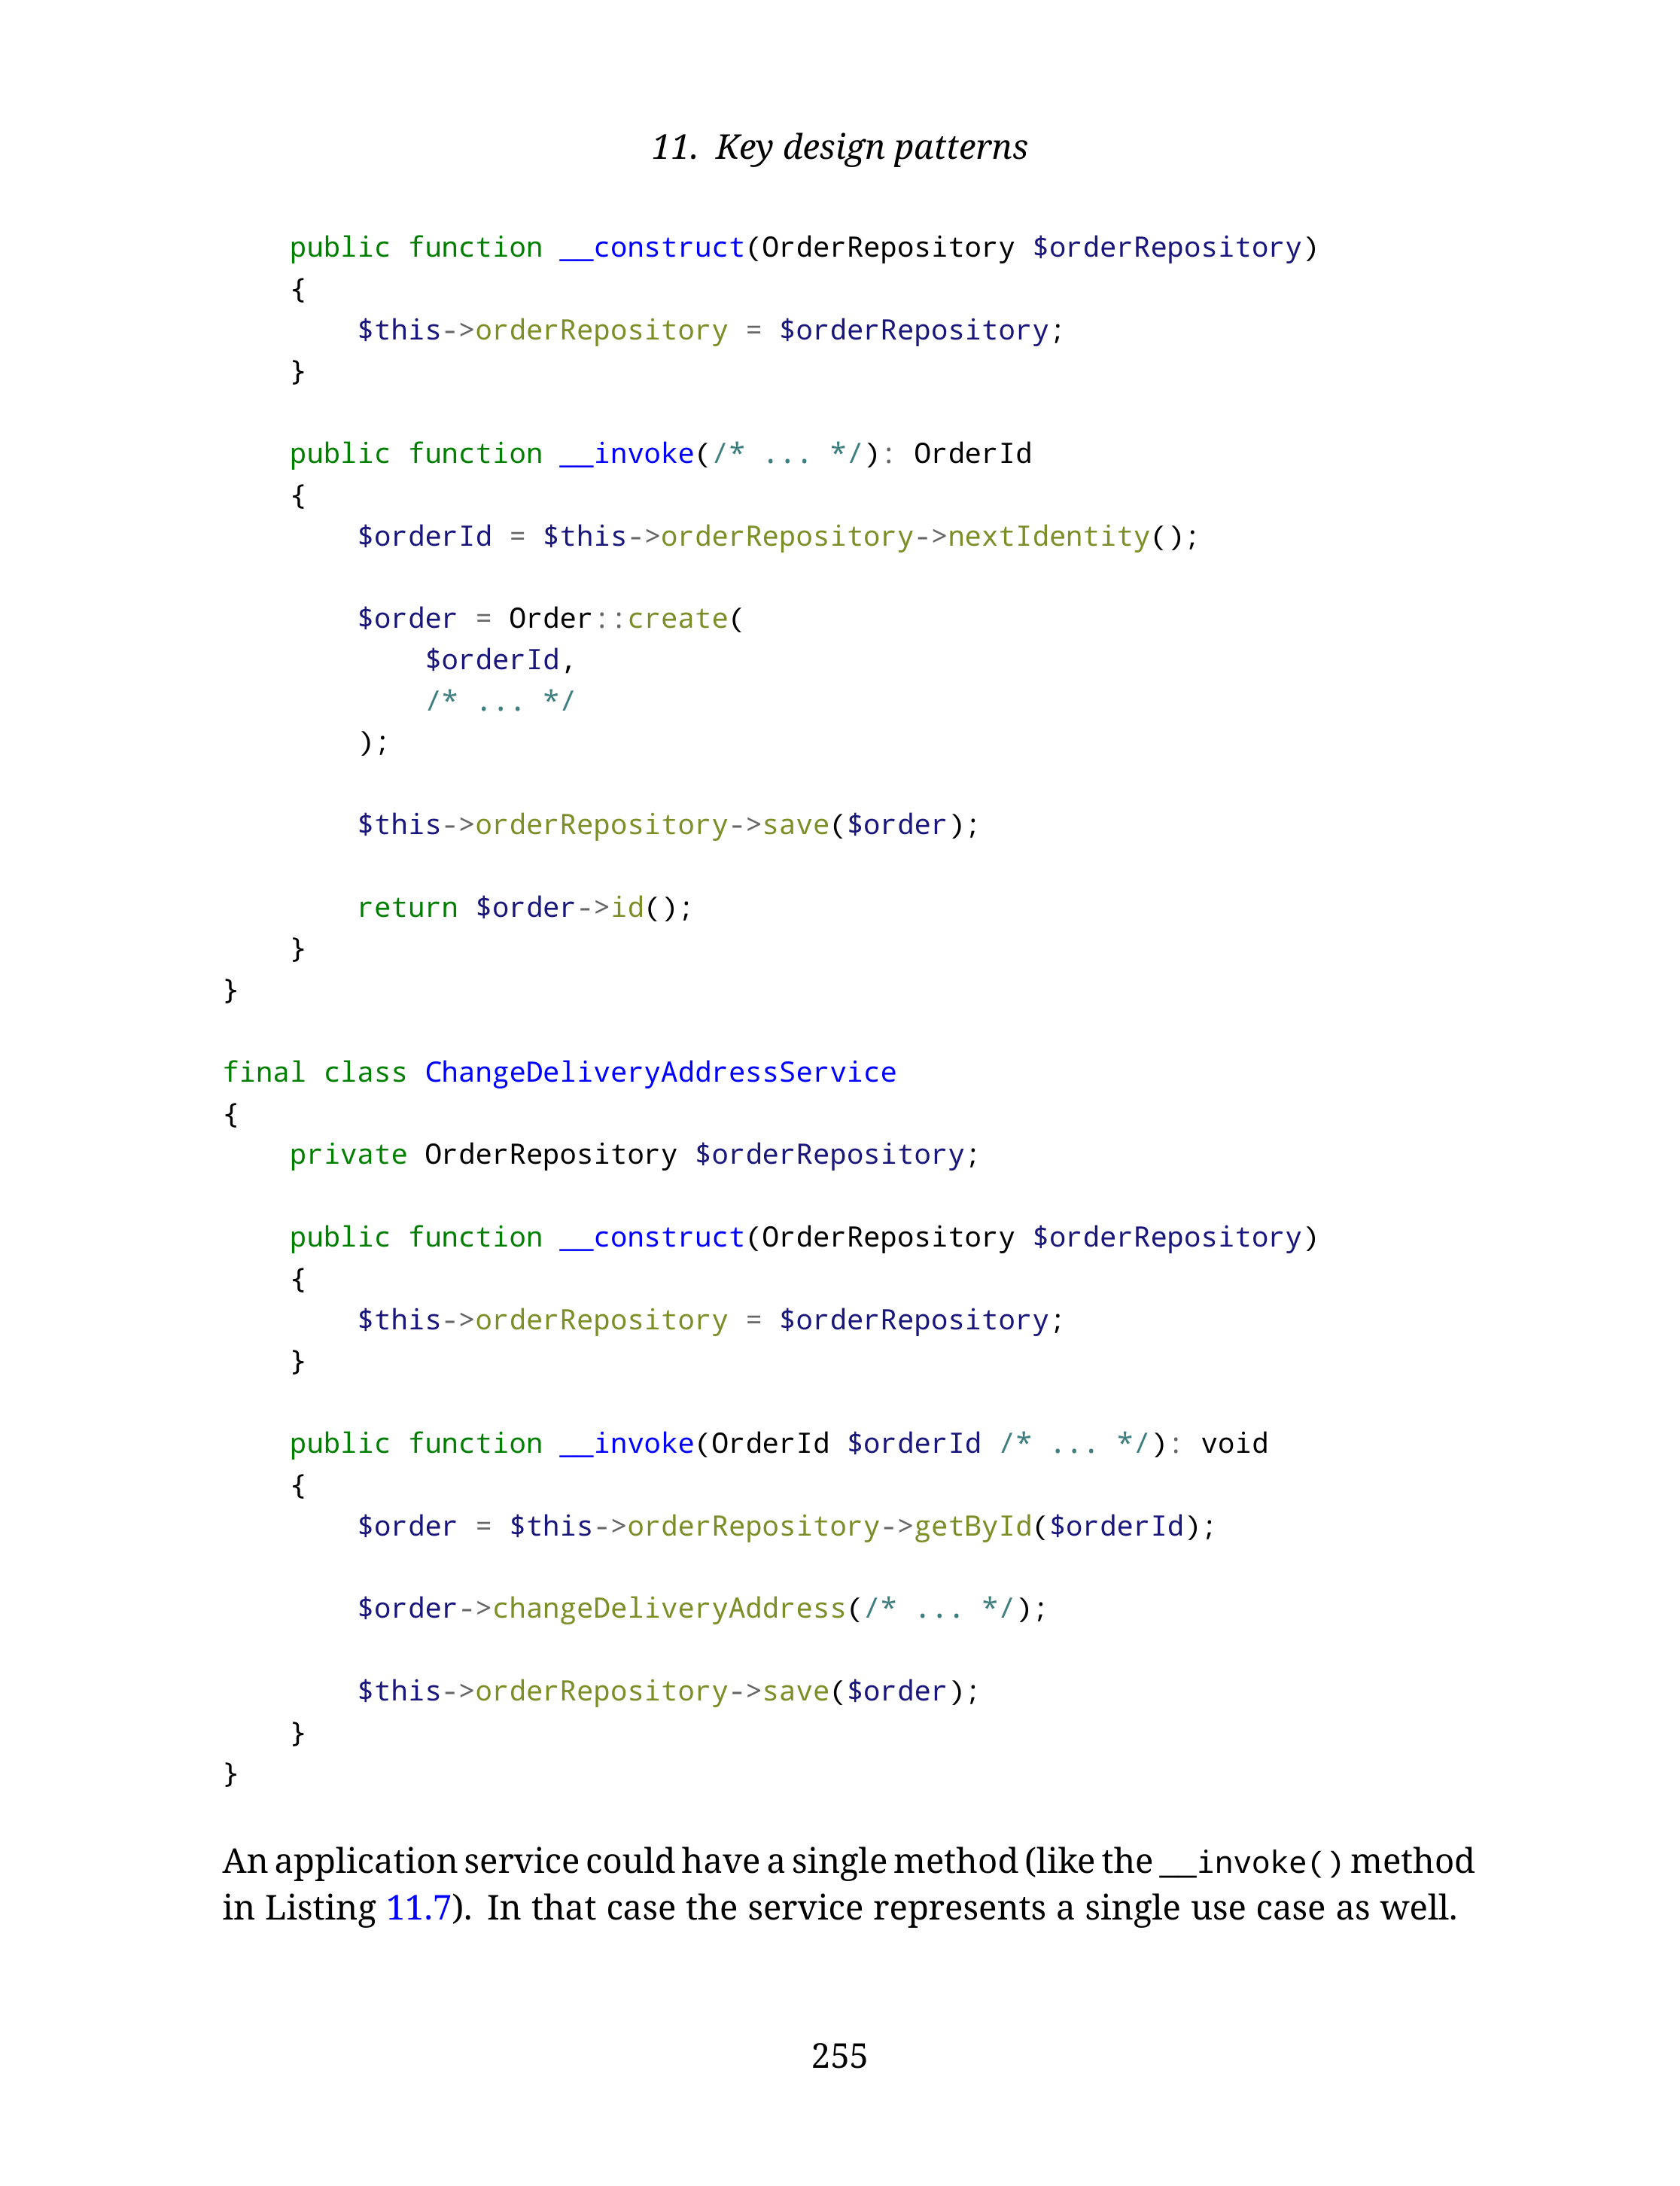 11. Key design patterns
    public function __construct(OrderRepository $orderRepository)
    {
        $this->orderRepository = $orderRepository;
    }
    public function __invoke(/* ... */): OrderId
    {
        $orderId = $this->orderRepository->nextIdentity();
        $order = Order::create(
            $orderId,
            /* ... */
        );
        $this->orderRepository->save($order);
        return $order->id();
    }
}
final class ChangeDeliveryAddressService
{
    private OrderRepository $orderRepository;
    public function __construct(OrderRepository $orderRepository)
    {
        $this->orderRepository = $orderRepository;
    }
    public function __invoke(OrderId $orderId /* ... */): void
    {
        $order = $this->orderRepository->getById($orderId);
        $order->changeDeliveryAddress(/* ... */);
        $this->orderRepository->save($order);
    }
}
An application service could have a single method (like the __invoke() method
in Listing 11.7). In that case the service represents a single use case as well.
255